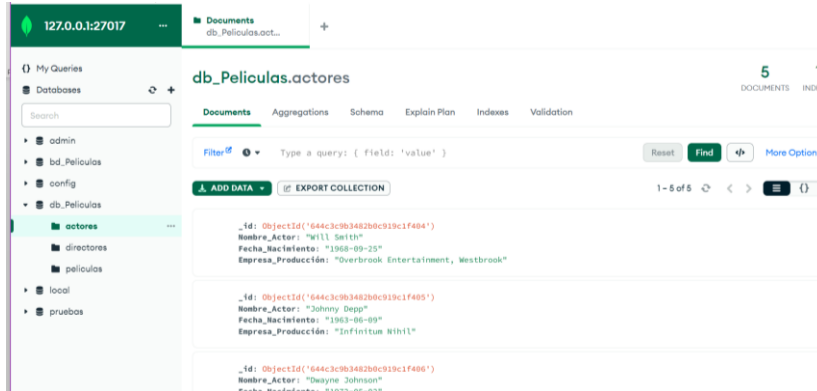 127.0.0.1:27017
Documents
db_Peliculas.act...
My Queries
Databases
Search
admin
bd_Peliculas
config
db_Peliculas
actores
directores
peliculas
local
pruebas
db_Peliculas.actores
5
DOCUMENTS
Documents Aggregations Schema Explain Plan Indexes Validation
Filter Type a query: { field: 'value' } Reset Find </> More Option
ADD DATA EXPORT COLLECTION 1 – 5 of 5 {}
_id: ObjectId('644c3c9b3482b0c919c1f404')
Nombre_Actor: "Will Smith"
Fecha_Nacimiento: "1968-09-25"
Empresa_Producción: "Overbrook Entertainment, Westbrook"
_id: ObjectId('644c3c9b3482b0c919c1f405')
Nombre_Actor: "Johnny Depp"
Fecha_Nacimiento: "1963-06-09"
Empresa_Producción: "Infinitum Nihil"
_id: ObjectId('644c3c9b3482b0c919c1f406')
Nombre_Actor: "Dwayne Johnson"